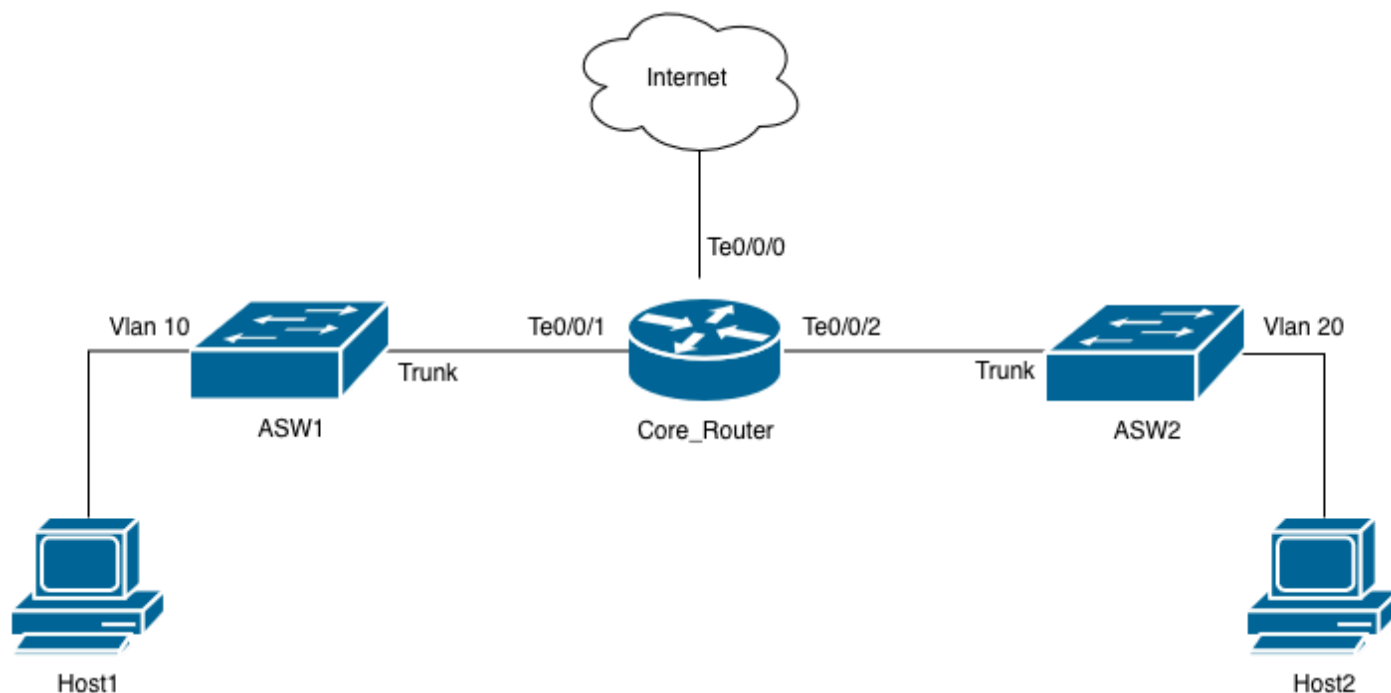 Internet
Te0/0/0
Vlan 10
Te0/0/1
Te0/0/2
Vlan 20
Trunk
Trunk
ASW1
Core_Router
ASW2
Host1
Host2